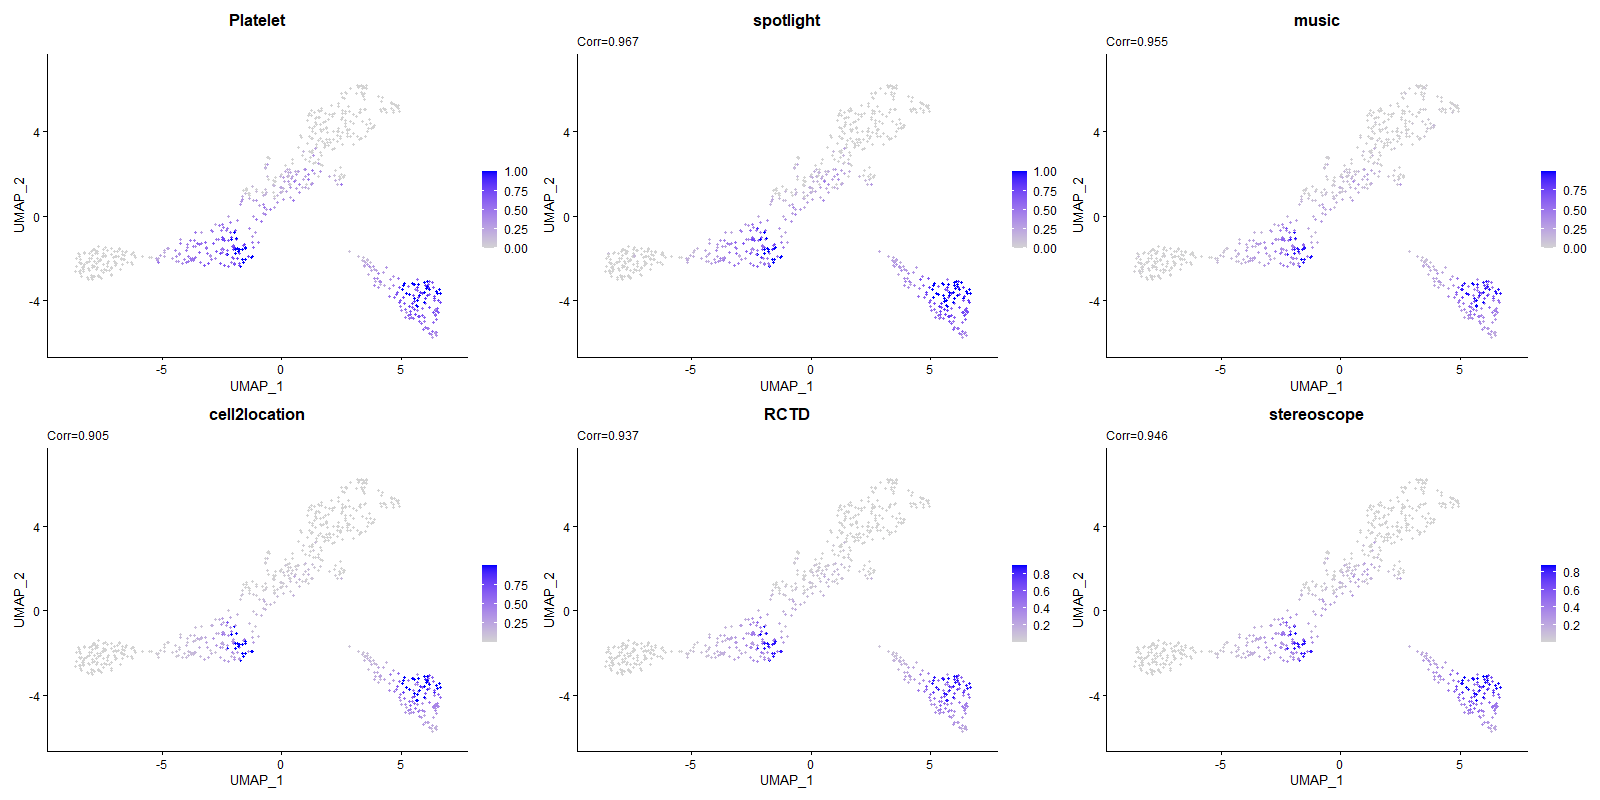 Platelet
UMAP_2
4
0
-4
-5
0
5
UMAP_1
1.00
0.75
0.50
0.25
0.00
spotlight
Corr=0.967
UMAP_2
4
0
-4
-5
0
5
UMAP_1
1.00
0.75
0.50
0.25
0.00
music
Corr=0.955
UMAP_2
4
0
-4
-5
0
5
UMAP_1
0.75
0.50
0.25
0.00
cell2location
Corr=0.905
UMAP_2
4
0
-4
-5
0
5
UMAP_1
0.75
0.50
0.25
RCTD
Corr=0.937
UMAP_2
4
0
-4
-5
0
5
UMAP_1
0.8
0.6
0.4
0.2
stereoscope
Corr=0.946
UMAP_2
4
0
-4
-5
0
5
UMAP_1
0.8
0.6
0.4
0.2